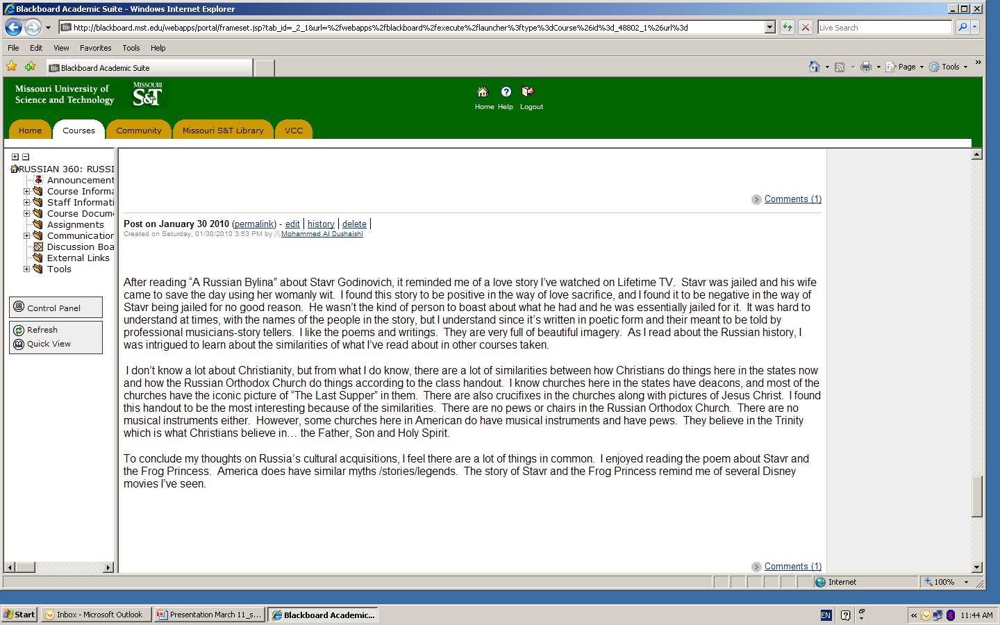 Blackboard Academic Suite - Windows Internet Explorer
http://blackboard.mst.edu/webapps/portal/frameset.jsp?tab_id=_2_1&url=%2fwebapps%2fblackboard%2fexecute%2flauncher%3ftype%3dCourse%26id%3d_48802_1%26url%3d
Live Search
File Edit View Favorites Tools Help
Blackboard Academic Suite
Page Tools
Missouri University of
Science and Technology
MISSOURI
S&T
Home Help Logout
Home Courses Community Missouri S&T Library VCC
RUSSIAN 360: RUSSI
Announcement
Course Informa
Staff Informati
Course Docume
Assignments
Communication
Discussion Boa
External Links
Tools
Control Panel
Refresh
Quick View
Comments (1)
Post on January 30 2010 (permalink) - edit | history | delete |
Created on Saturday, 01/30/2010 3:53 PM by Mohammed Al Dushaishi
After reading “A Russian Bylina” about Stavr Godinovich, it reminded me of a love story I’ve watched on Lifetime TV.  Stavr was jailed and his wife
came to save the day using her womanly wit.  I found this story to be positive in the way of love sacrifice, and I found it to be negative in the way of
Stavr being jailed for no good reason.  He wasn’t the kind of person to boast about what he had and he was essentially jailed for it.  It was hard to
understand at times, with the names of the people in the story, but I understand since it’s written in poetic form and their meant to be told by
professional musicians-story tellers.  I like the poems and writings.  They are very full of beautiful imagery.  As I read about the Russian history, I
was intrigued to learn about the similarities of what I’ve read about in other courses taken.
I don’t know a lot about Christianity, but from what I do know, there are a lot of similarities between how Christians do things here in the states now
and how the Russian Orthodox Church do things according to the class handout.  I know churches here in the states have deacons, and most of the
churches have the iconic picture of “The Last Supper” in them.  There are also crucifixes in the churches along with pictures of Jesus Christ.  I found
this handout to be the most interesting because of the similarities.  There are no pews or chairs in the Russian Orthodox Church.  There are no
musical instruments either.  However, some churches here in American do have musical instruments and have pews.  They believe in the Trinity
which is what Christians believe in… the Father, Son and Holy Spirit.
To conclude my thoughts on Russia’s cultural acquisitions, I feel there are a lot of things in common.  I enjoyed reading the poem about Stavr and
the Frog Princess.  America does have similar myths /stories/legends.  The story of Stavr and the Frog Princess remind me of several Disney
movies I’ve seen.
Comments (1)
Internet 100%
Start Inbox - Microsoft Outlook Presentation March 11_s... Blackboard Academic... EN 11:44 AM